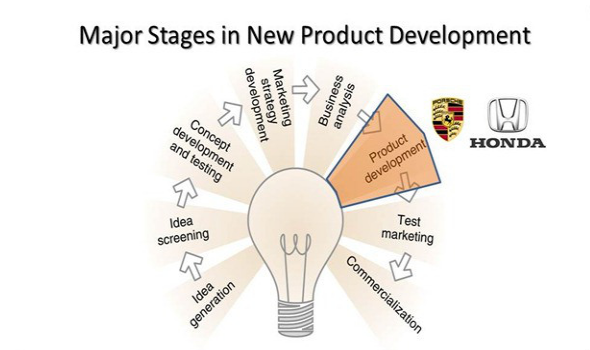 Major Stages in New Product Development
Idea
generation
Idea
screening
Concept
development
and testing
Marketing
strategy
development
Business
analysis
Product
development
Test
marketing
Commercialization
PORSCHE
HONDA